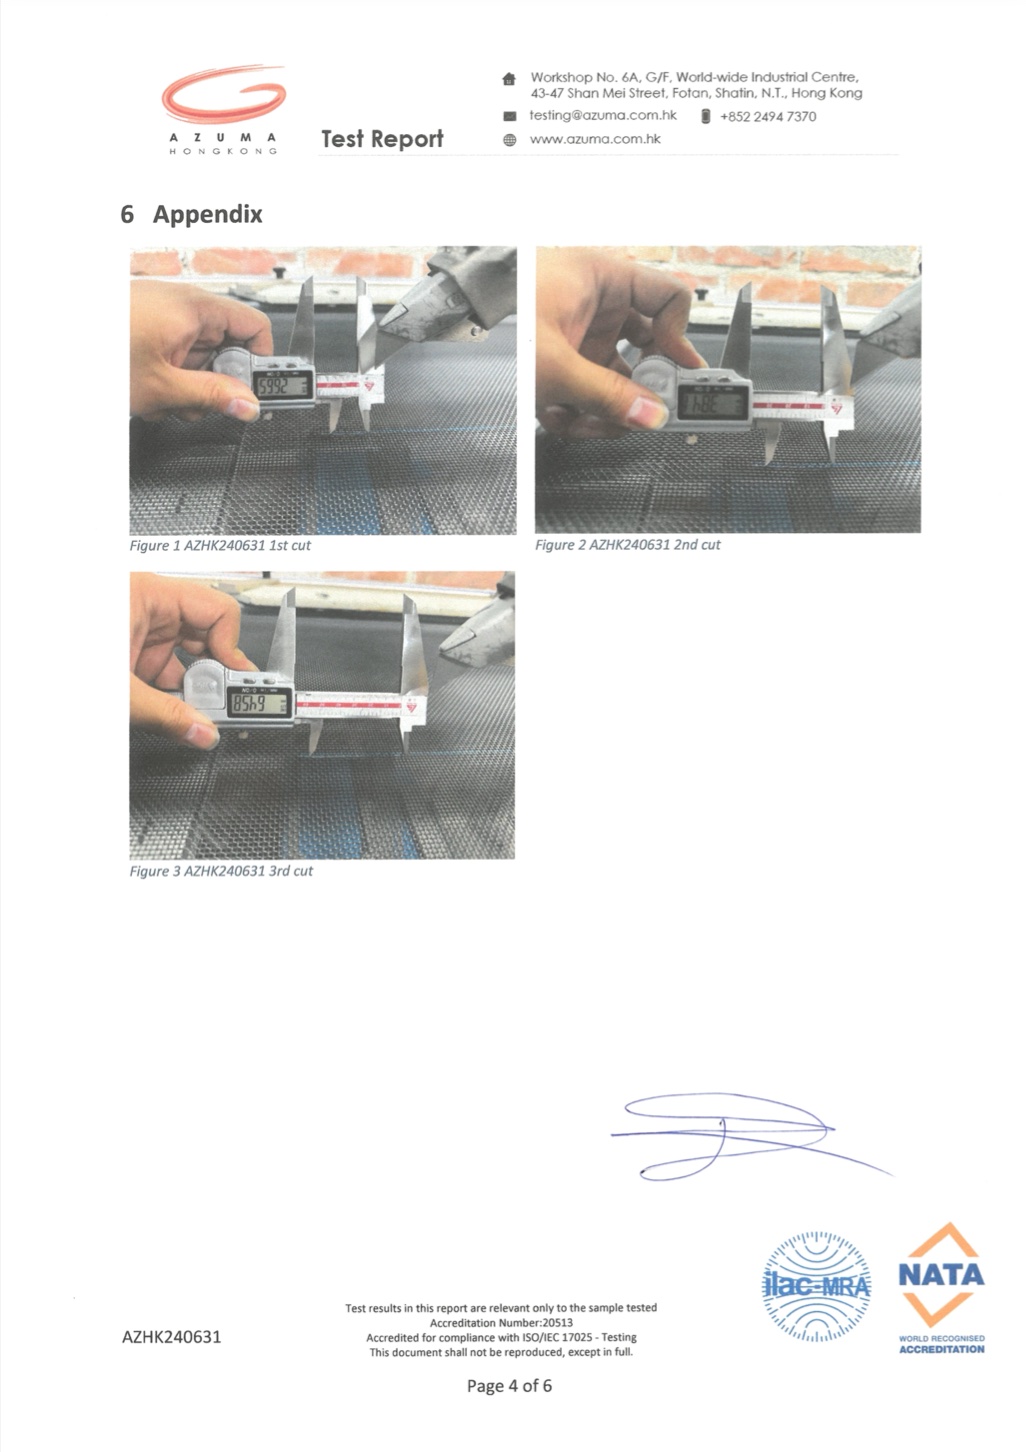 AZUMA
HONGKONG
Test Report
Workshop No. 6A, G/F, World-wide Industrial Centre,
43-47 Shan Mei Street, Fotan, Shatin, N.T., Hong Kong
testing@azuma.com.hk +852 2494 7370
www.azuma.com.hk
6 Appendix
Figure 1 AZHK240631 1st cut
Figure 2 AZHK240631 2nd cut
Figure 3 AZHK240631 3rd cut
ilac-MRA
NATA
WORLD RECOGNISED
ACCREDITATION
AZHK240631
Test results in this report are relevant only to the sample tested
Accreditation Number:20513
Accredited for compliance with ISO/IEC 17025 - Testing
This document shall not be reproduced, except in full.
Page 4 of 6